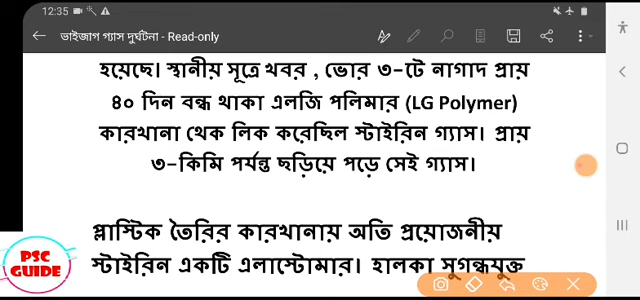 12:35
ভাইজাগ গ্যাস দুর্ঘটনা - Read-only
হয়েছে। স্থানীয় সূত্রে খবর , ভোর ৩-টে নাগাদ প্রায়
৪০ দিন বন্ধ থাকা এলজি পলিমার (LG Polymer)
কারখানা থেক লিক করেছিল স্টাইরিন গ্যাস। প্রায়
৩-কিমি পর্যন্ত ছড়িয়ে পড়ে সেই গ্যাস।
প্লাস্টিক তৈরির কারখানায় অতি প্রয়োজনীয়
স্টাইরিন একটি এলাস্টোমার। হালকা সুগন্ধযুক্ত
PSC
GUIDE